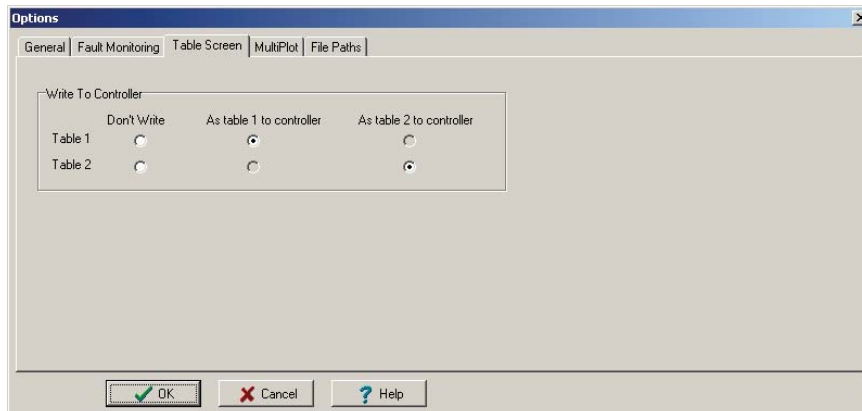 Options
General Fault Monitoring Table Screen MultiPlot File Paths
Write To Controller
Don't Write As table 1 to controller As table 2 to controller
Table 1
Table 2
OK Cancel Help